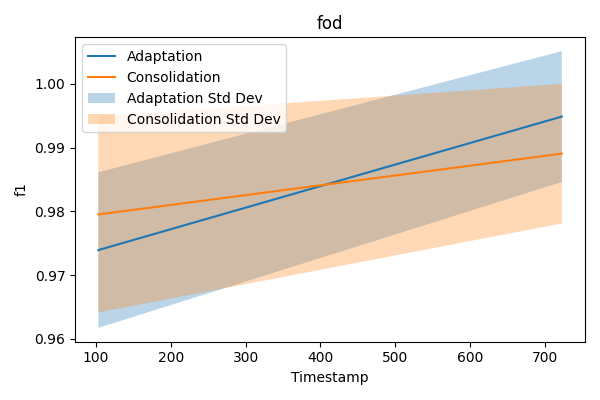 fod
Adaptation
Consolidation
Adaptation Std Dev
Consolidation Std Dev
1.00
0.99
0.98
0.97
0.96
f1
100 200 300 400 500 600 700
Timestamp